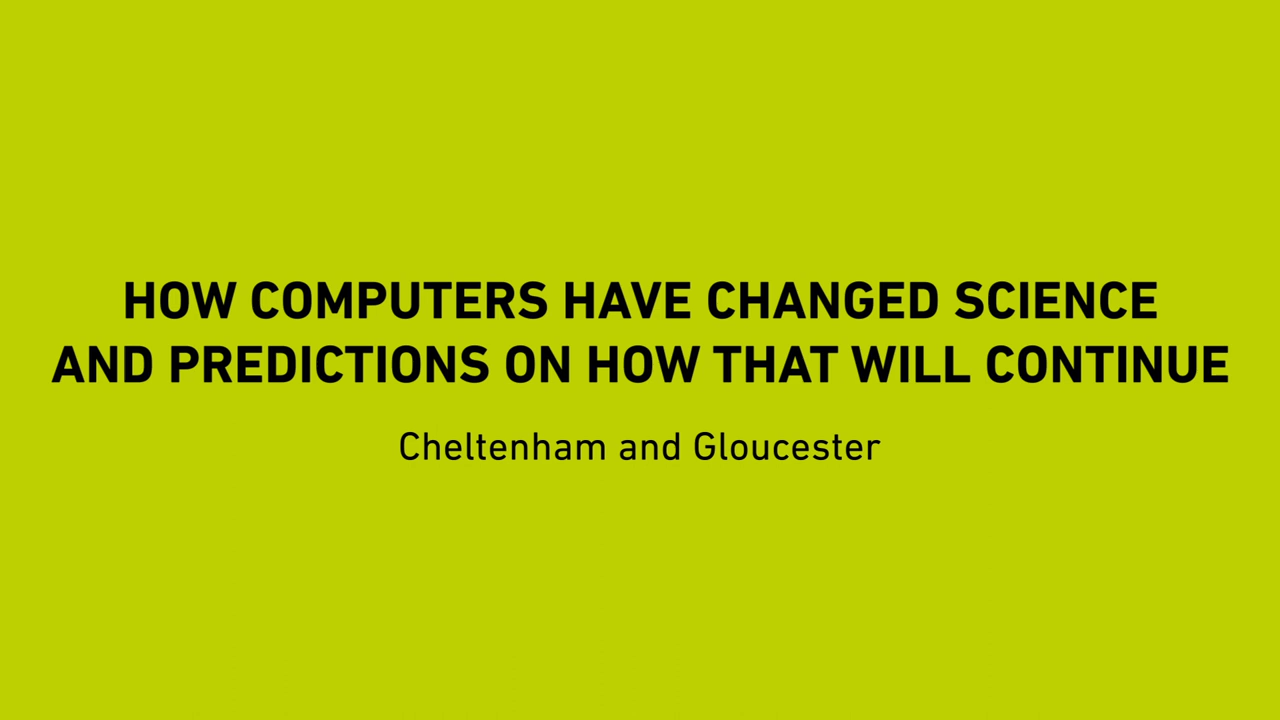 HOW COMPUTERS HAVE CHANGED SCIENCE
AND PREDICTIONS ON HOW THAT WILL CONTINUE
Cheltenham and Gloucester